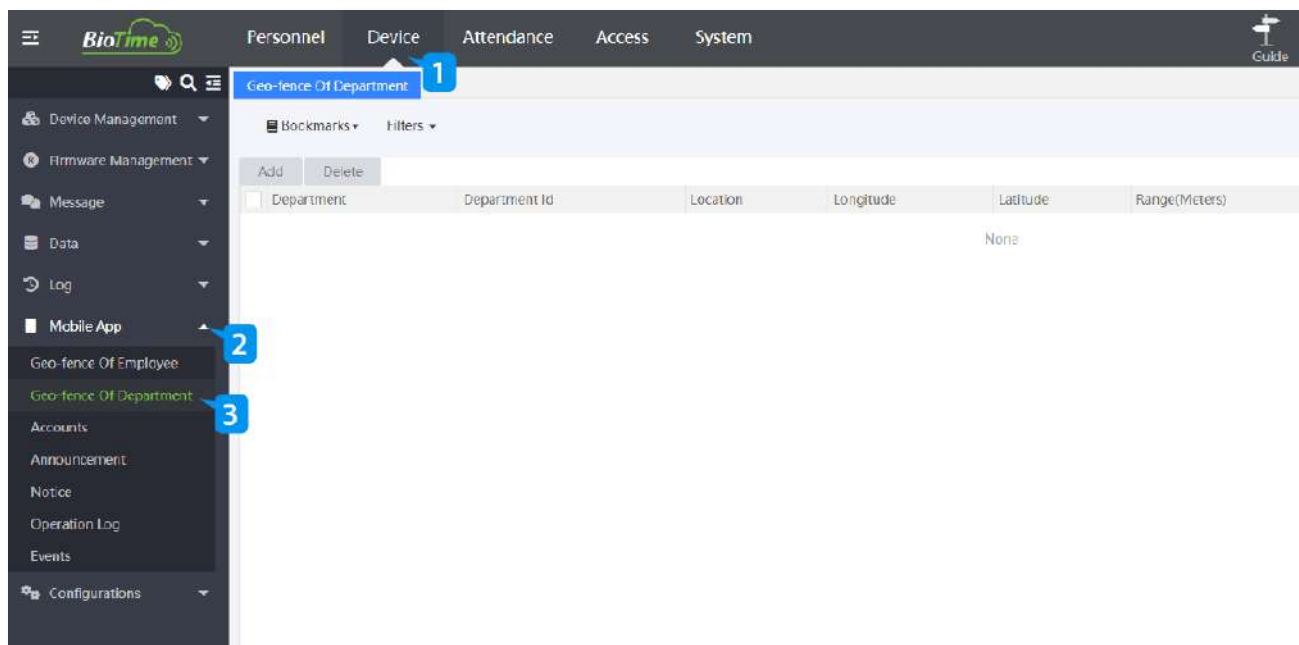 BioTime Personnel Device Attendance Access System
Guide
1
Geo-fence Of Department
Device Management
Bookmarks Filters
Firmware Management
Add Delete
Message
Department Department Id Location Longitude Latitude Range(Meters)
Data
None
Log
Mobile App
2
Geo-fence Of Employee
Geo-fence Of Department
3
Accounts
Announcement
Notice
Operation Log
Events
Configurations